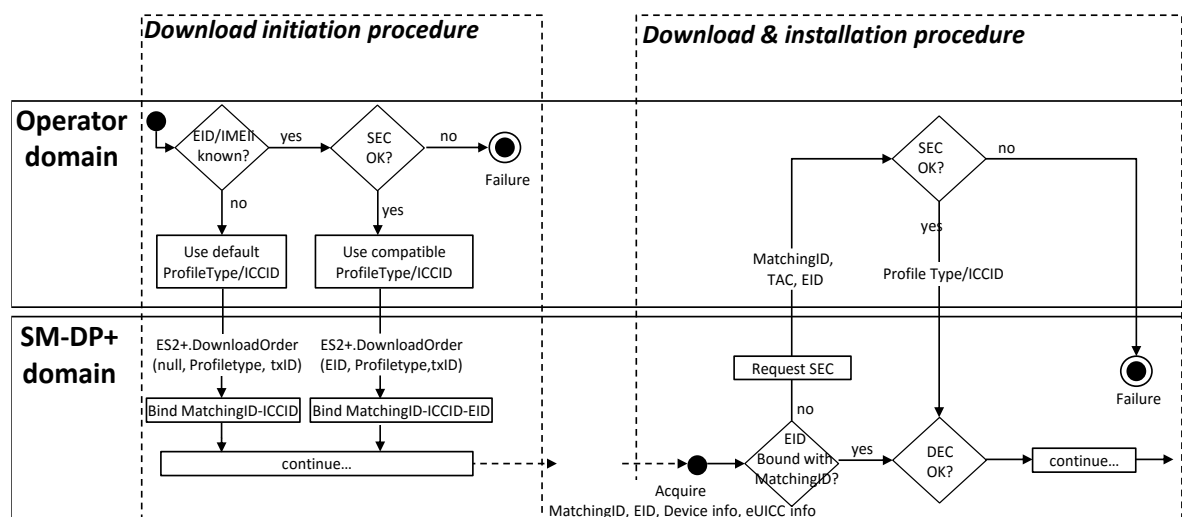 Download initiation procedure
Download & installation procedure
Operator
domain
EID/IMEIi
known?
yes
SEC
OK?
no
Failure
no
yes
Use default
ProfileType/ICCID
Use compatible
ProfileType/ICCID
SEC
OK?
no
yes
MatchingID,
TAC, EID
Profile Type/ICCID
SM-DP+
domain
ES2+.DownloadOrder
(null, Profiletype, txID)
ES2+.DownloadOrder
(EID, Profiletype,txID)
Bind MatchingID-ICCID
Bind MatchingID-ICCID-EID
continue...
Request SEC
no
EID
Bound with
MatchingID?
yes
DEC
OK?
continue...
Failure
Acquire
MatchingID, EID, Device info, eUICC info